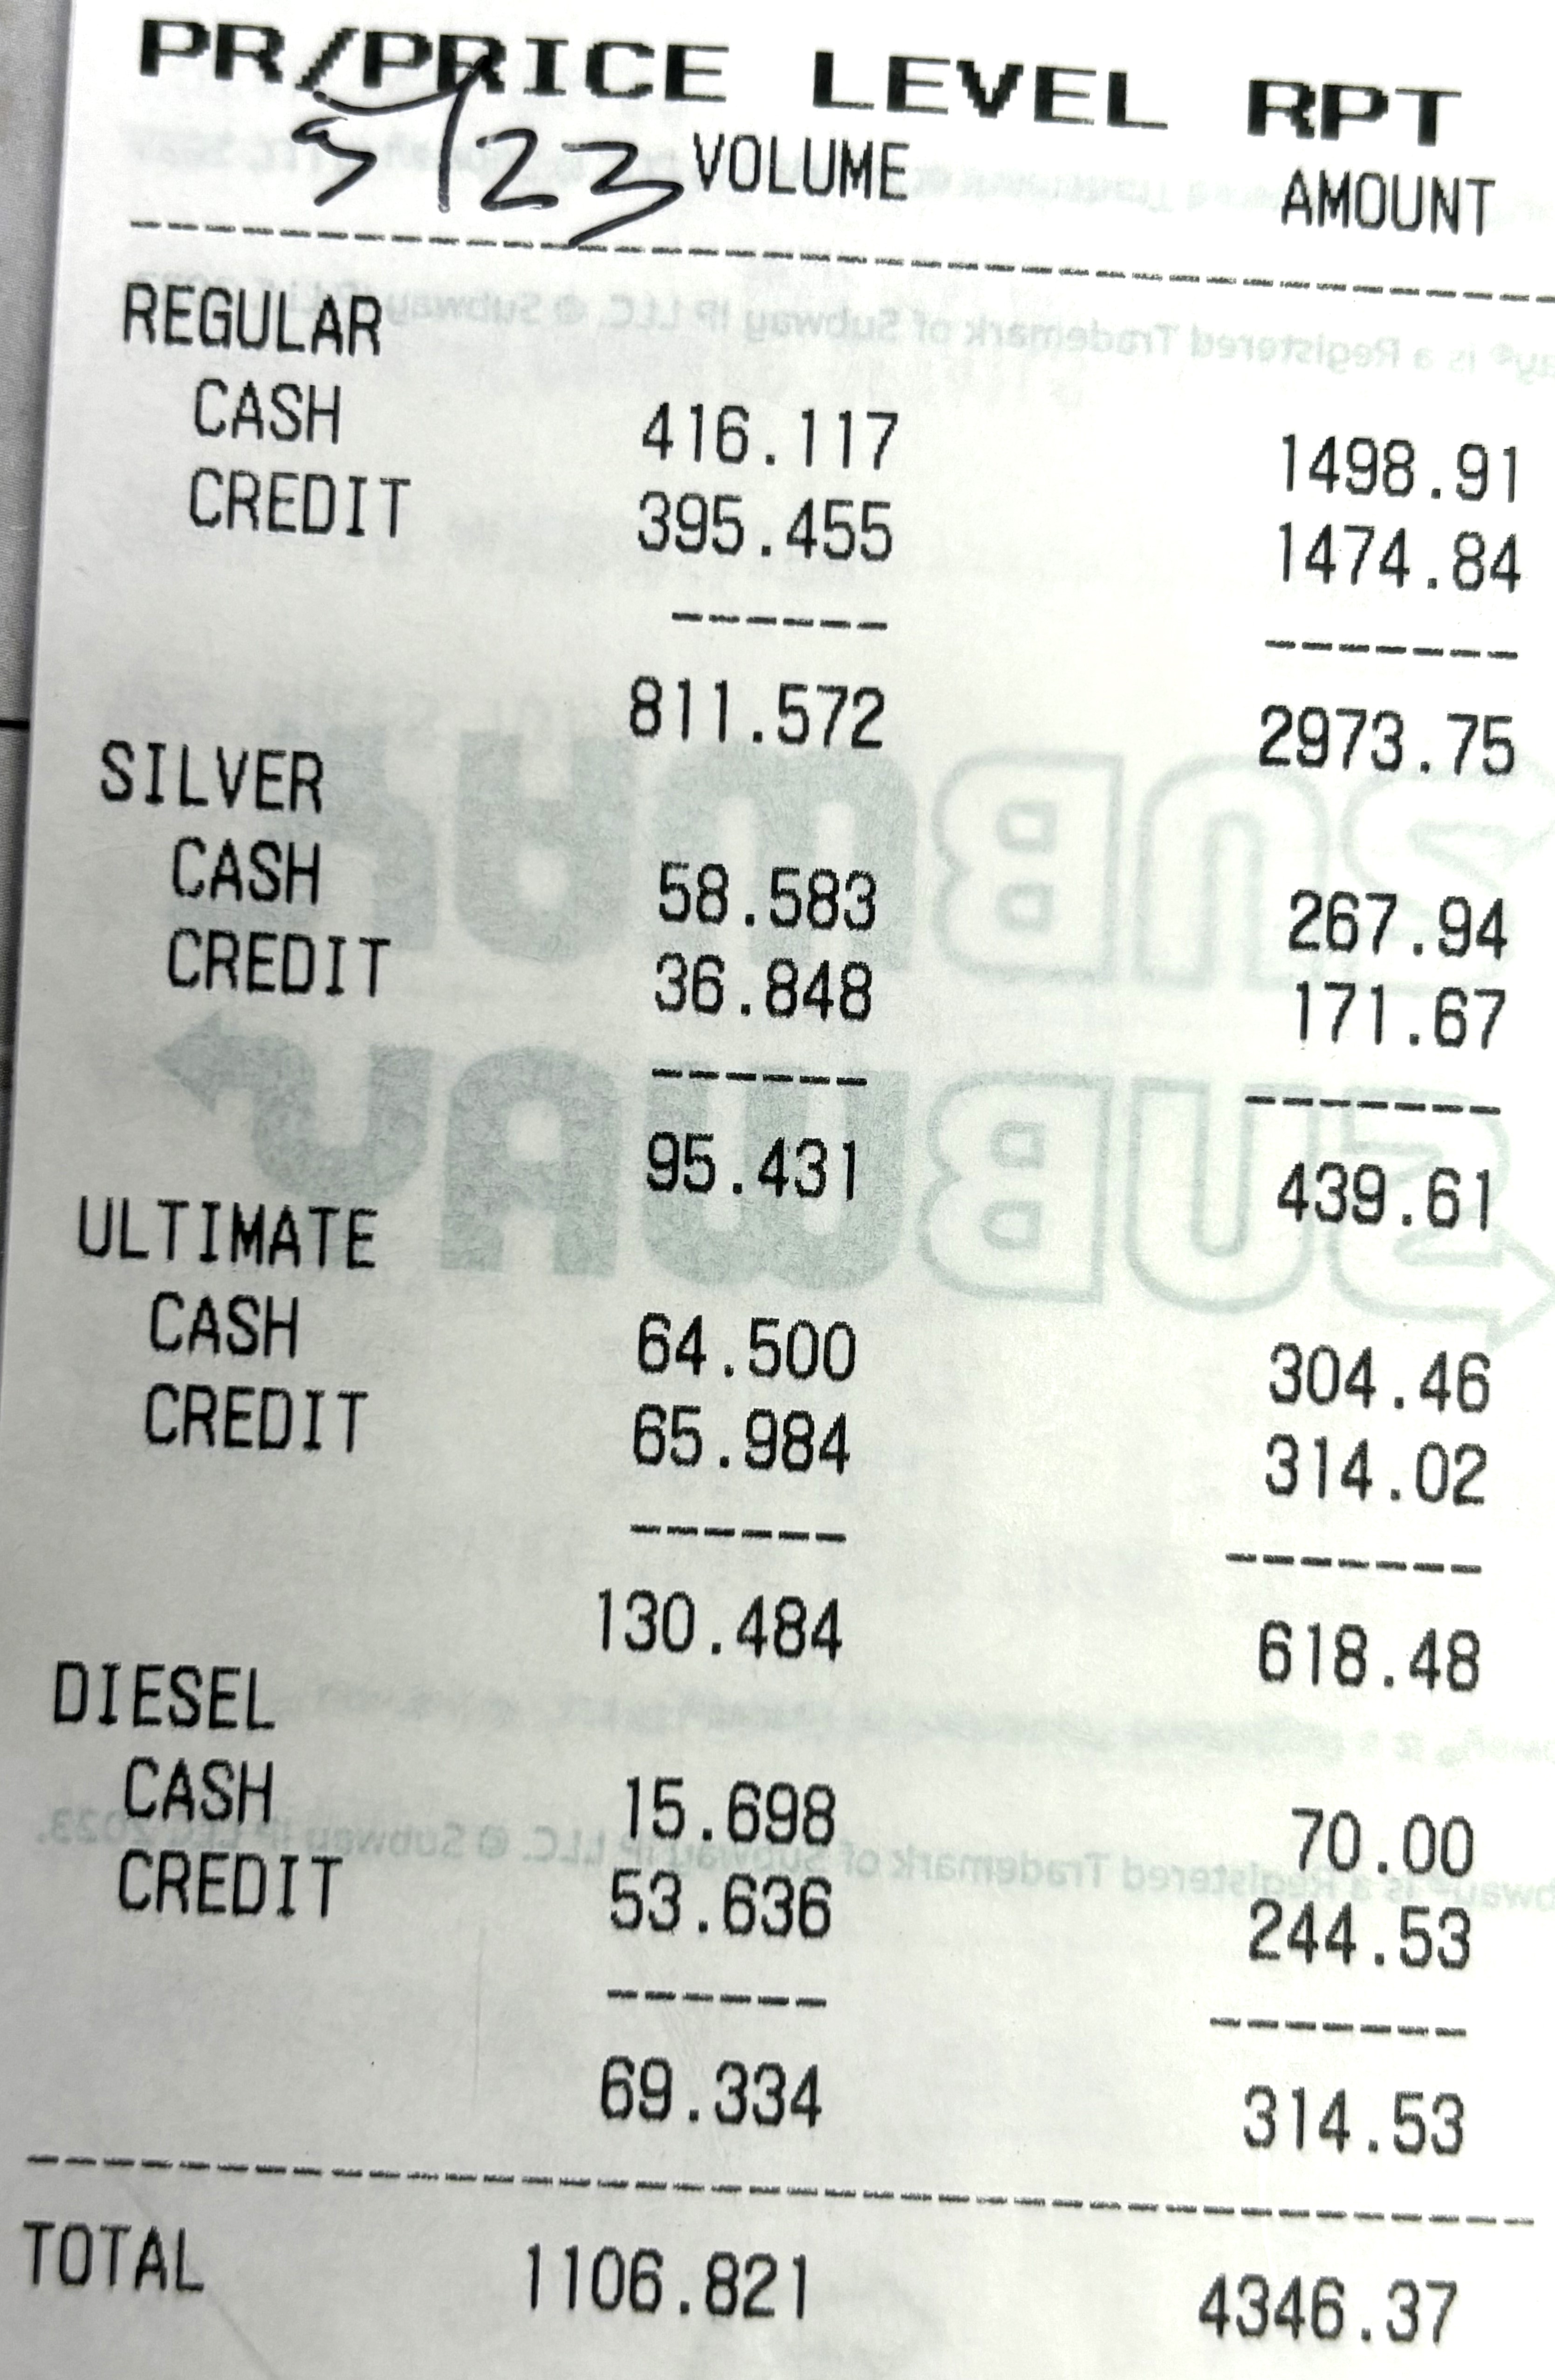 PR/PRICE LEVEL RPT
5/23 VOLUME AMOUNT
REGULAR
CASH 416.117 1498.91
CREDIT 395.455 1474.84
811.572 2973.75
SILVER
CASH 58.583 267.94
CREDIT 36.848 171.67
95.431 439.61
ULTIMATE
CASH 64.500 304.46
CREDIT 65.984 314.02
130.484 618.48
DIESEL
CASH 15.698 70.00
CREDIT 53.636 244.53
69.334 314.53
TOTAL 1106.821 4346.37